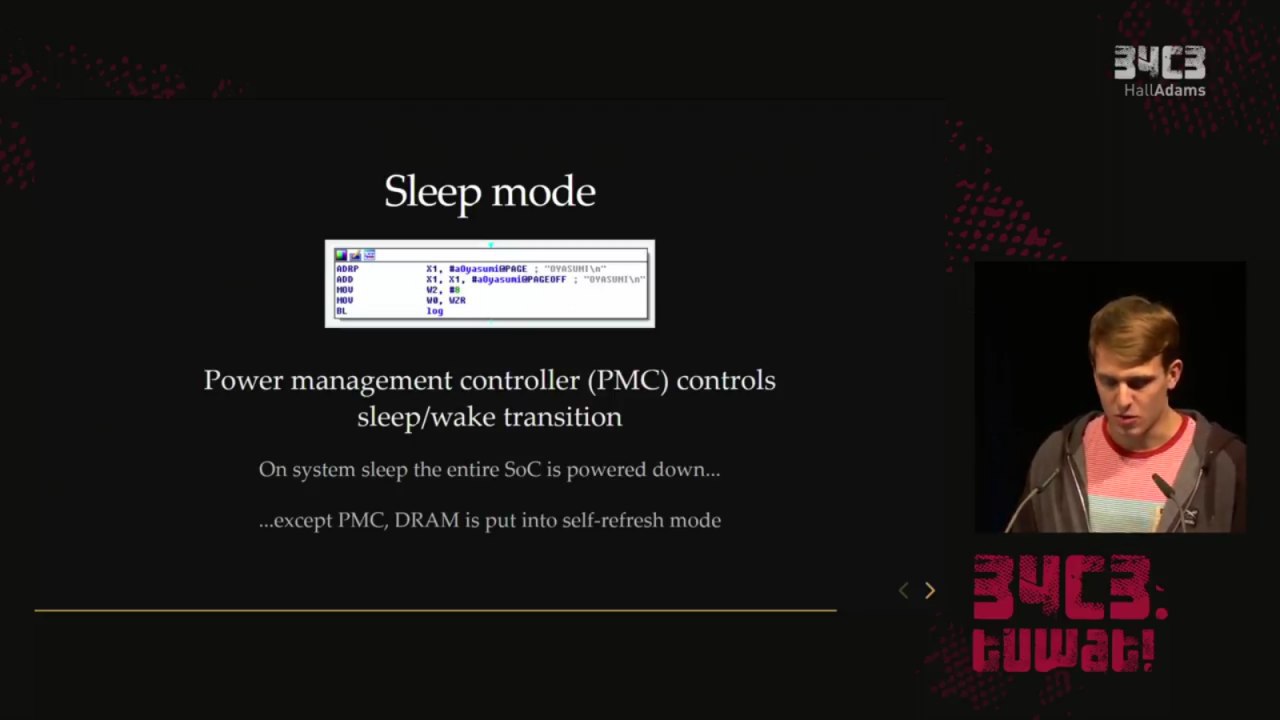 34C3
HallAdams
Sleep mode
ADRP X1, #aOyasumi@PAGE ; "OYASUMI\n"
ADD X1, X1, #aOyasumi@PAGEOFF ; "OYASUMI\n"
MOV W2, #8
MOV W0, WZR
BL log
Power management controller (PMC) controls
sleep/wake transition
On system sleep the entire SoC is powered down...
...except PMC, DRAM is put into self-refresh mode
34C3.
tuwat!